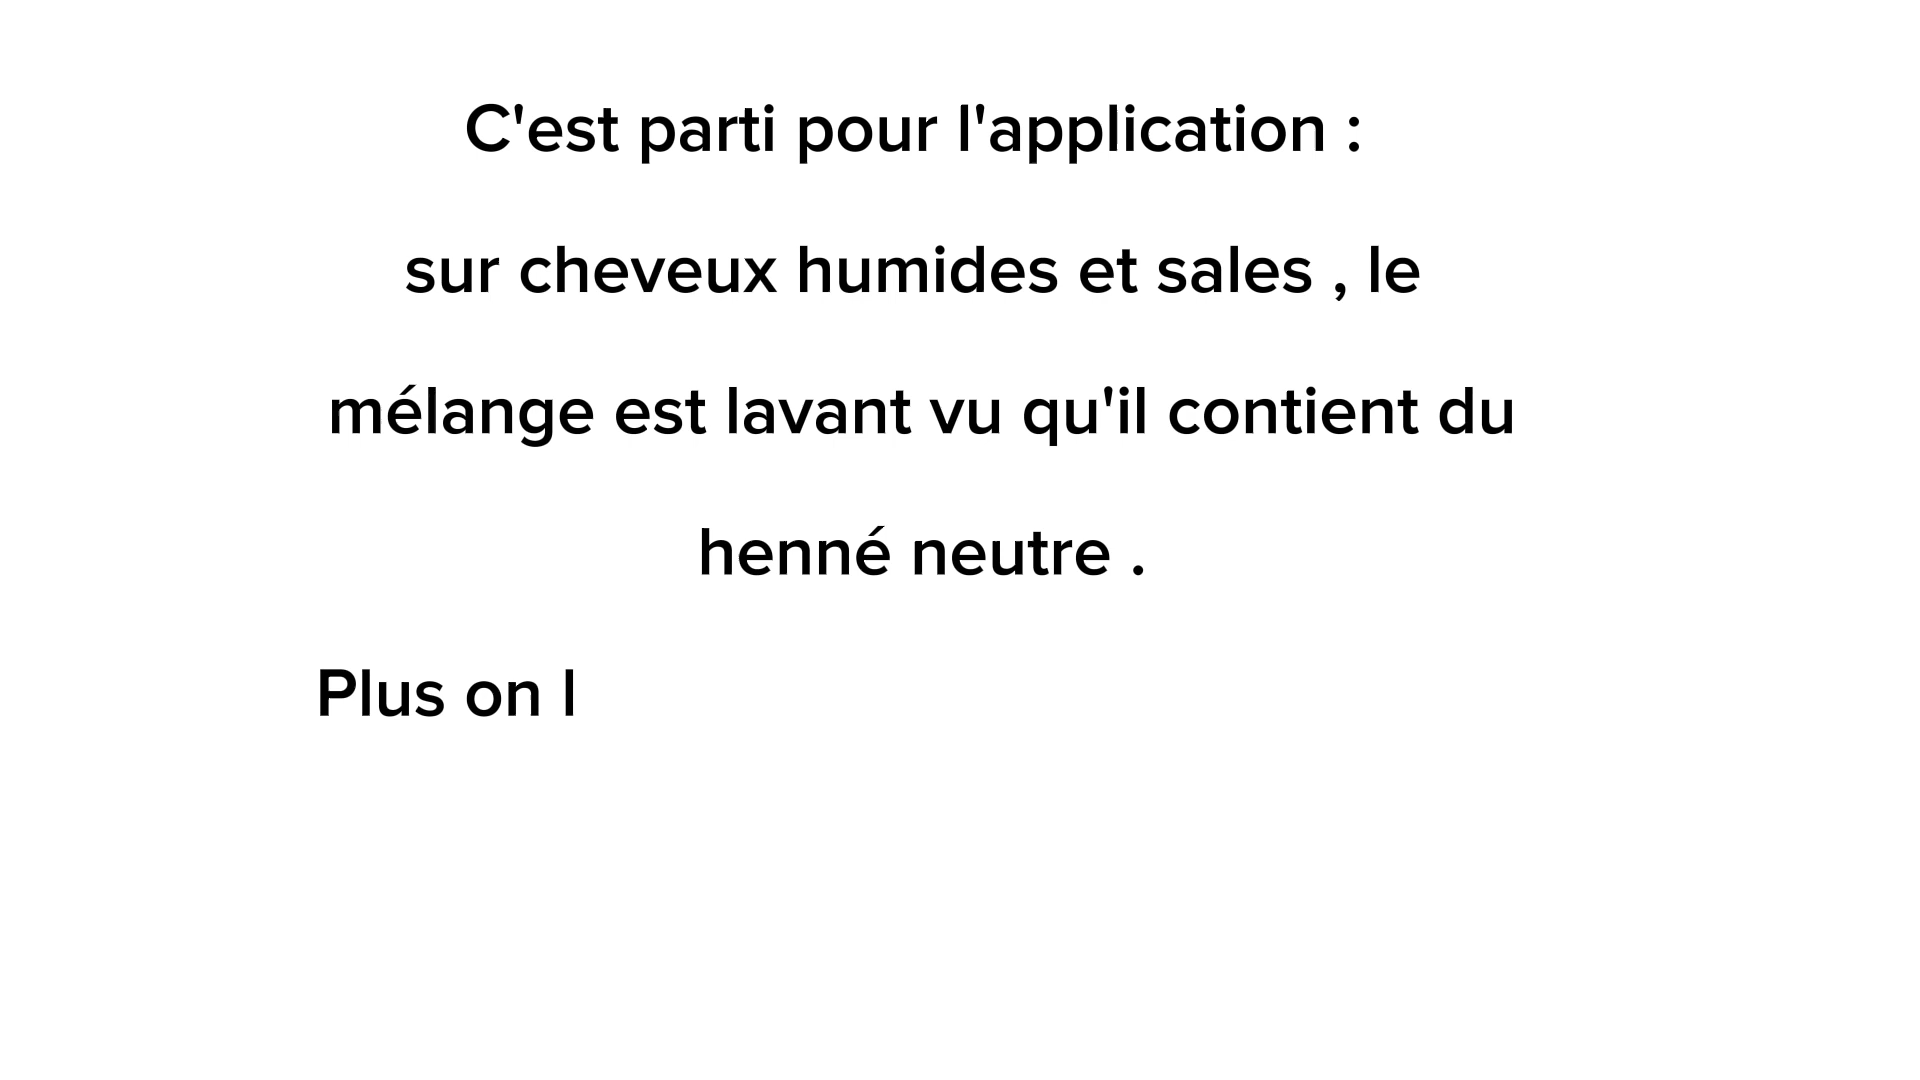 C'est parti pour l'application :
sur cheveux humides et sales , le
mélange est lavant vu qu'il contient du
henné neutre .
Plus on l